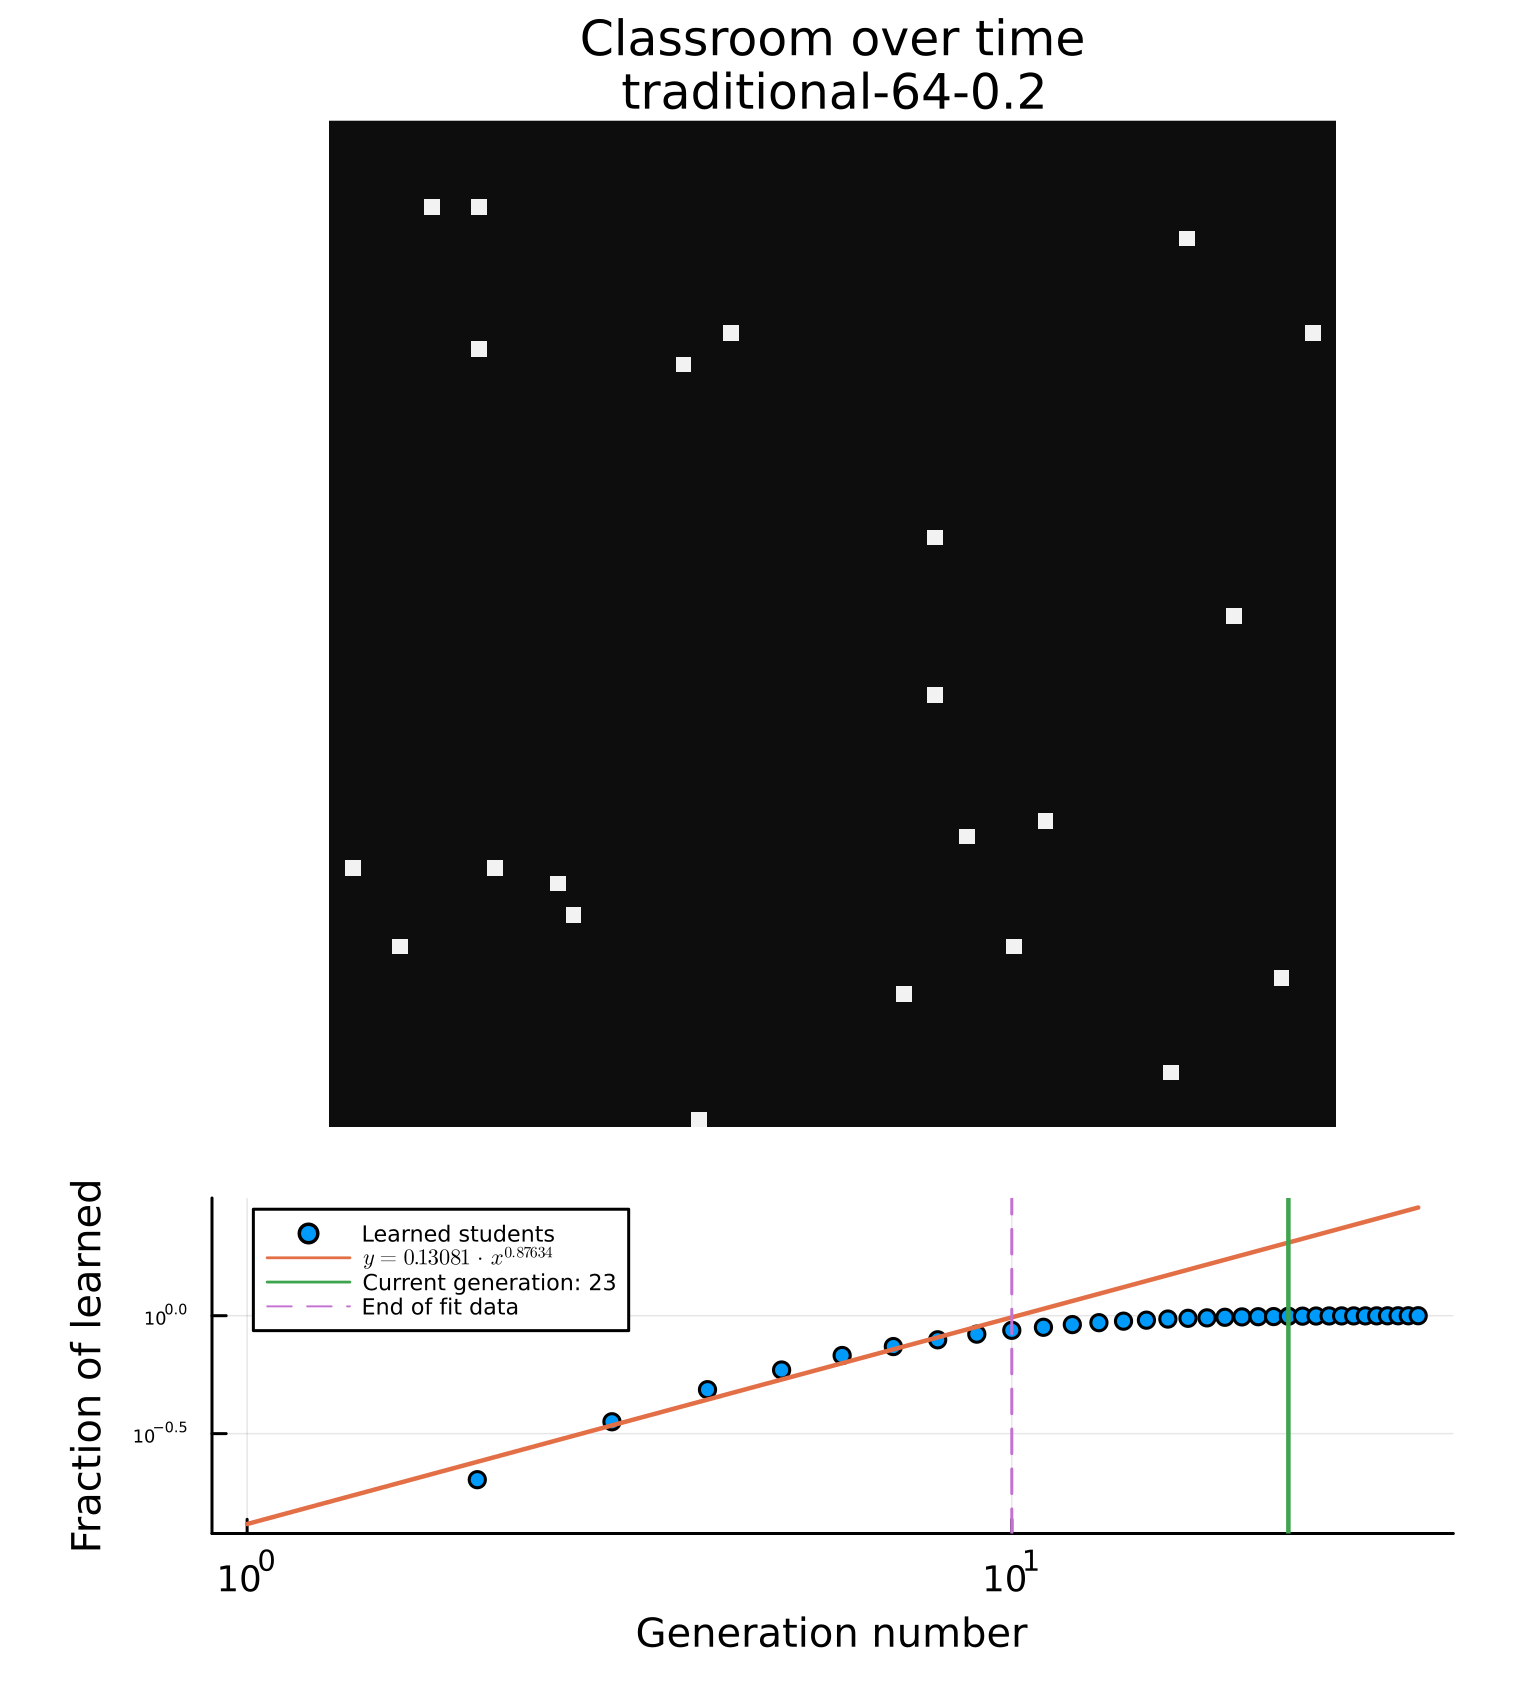 Classroom over time
traditional-64-0.2
Fraction of learned
Learned students
y = 0.13081 · x^0.87634
Current generation: 23
End of fit data
10^0.0
10^−0.5
10^0
10^1
Generation number